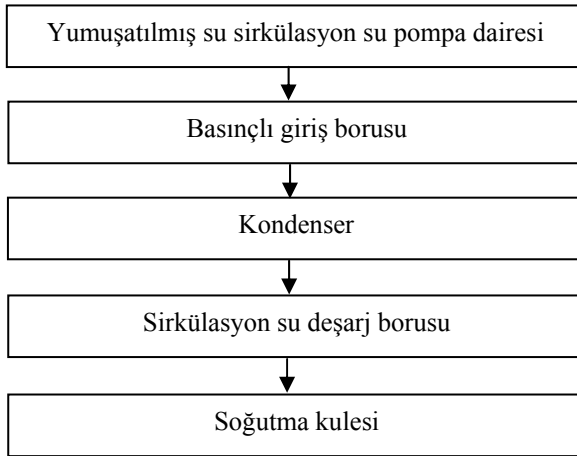 Yumuşatılmış su sirkülasyon su pompa dairesi
Basınçlı giriş borusu
Kondenser
Sirkülasyon su deşarj borusu
Soğutma kulesi